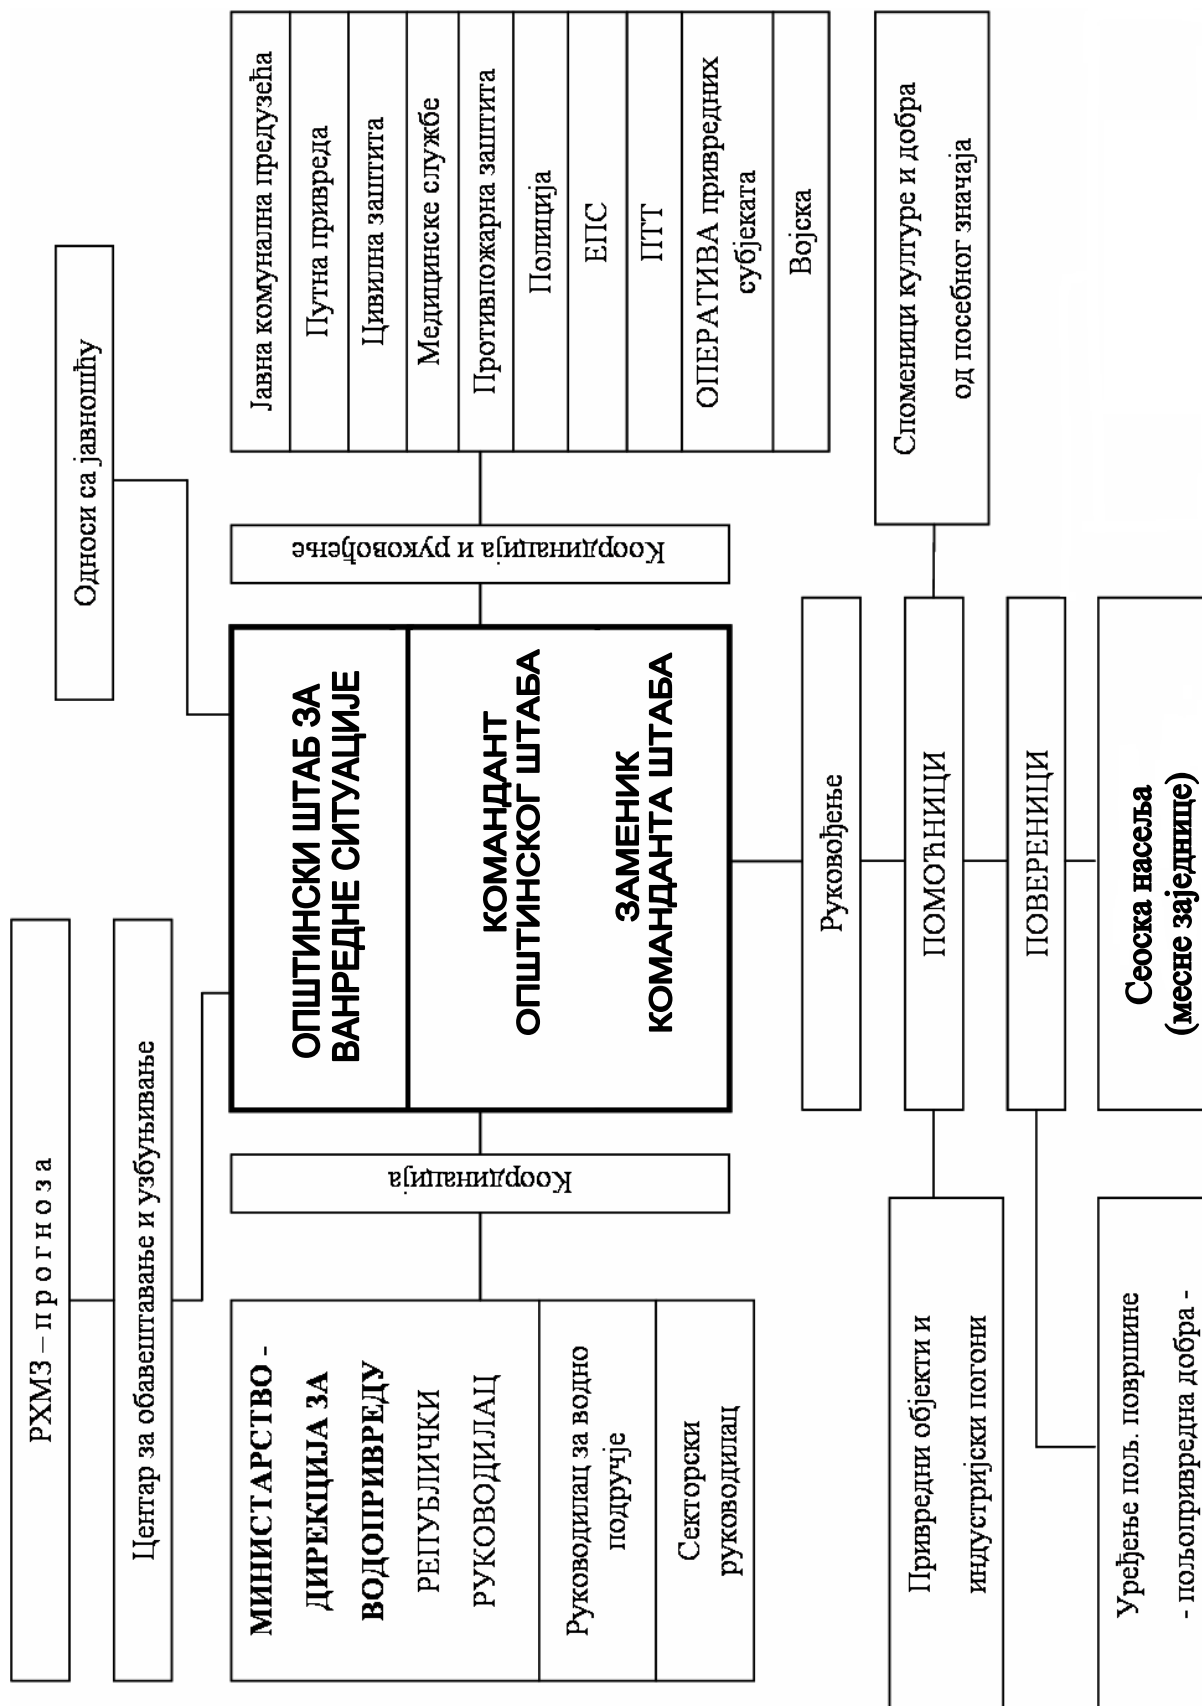 РХМЗ – п р о г н о з а
Центар за обавештавање и узбуњивање
Односи са јавношћу
МИНИСТАРСТВО -
ДИРЕКЦИЈА ЗА
ВОДОПРИВРЕДУ
РЕПУБЛИЧКИ
РУКОВОДИЛАЦ
Руководилац за водно
подручје
Секторски
руководилац
Координација
ОПШТИНСКИ ШТАБ ЗА
ВАНРЕДНЕ СИТУАЦИЈЕ
КОМАНДАНТ
ОПШТИНСКОГ ШТАБА
ЗАМЕНИК
КОМАНДАНТА ШТАБА
Координација и руковођење
Јавна комунална предузећа
Путна привреда
Цивилна заштита
Медицинске службе
Противпожарна заштита
Полиција
ЕПС
ПТТ
ОПЕРАТИВА привредних
субјеката
Војска
Руковођење
ПОМОЋНИЦИ
ПОВЕРЕНИЦИ
Привредни објекти и
индустријски погони
Споменици културе и добра
од посебног значаја
Уређење пољ. површине
- пољопривредна добра -
Сеоска насеља
(месне заједнице)